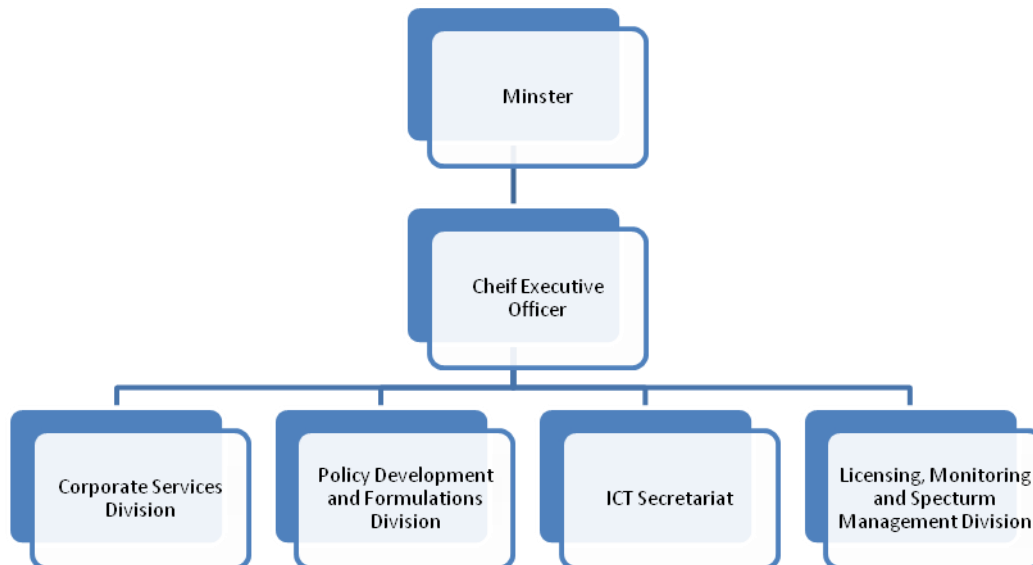 Minster
Cheif Executive
Officer
Corporate Services
Division
Policy Development
and Formulations
Division
ICT Secretariat
Licensing, Monitoring
and Specturm
Management Division